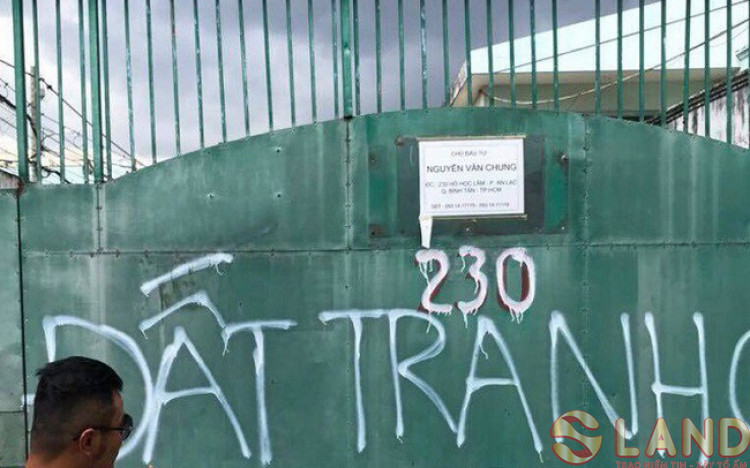 CHỦ ĐẦU TƯ
NGUYỄN VĂN CHUNG
ĐC : 230 HỒ HỌC LÃM - P. AN LẠC
Q. BÌNH TÂN - TP.HCM
230
ĐẤT TRANH
S LAND